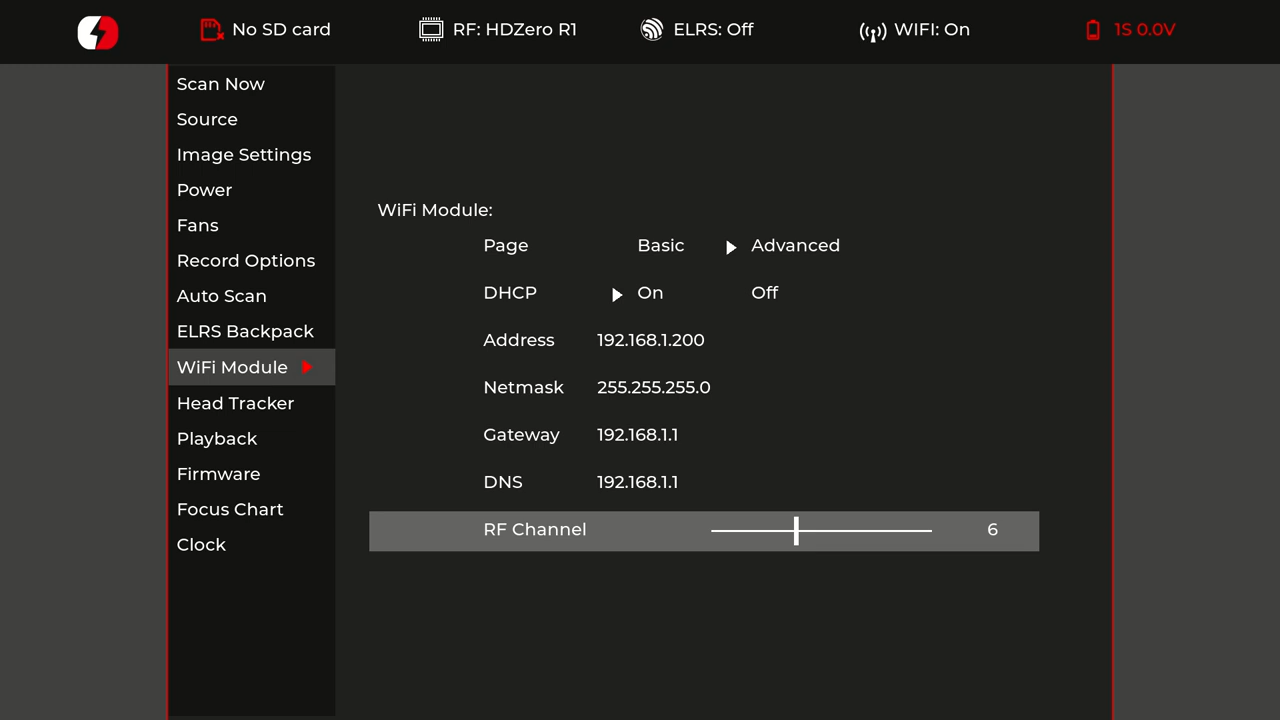 No SD card RF: HDZero R1 ELRS: Off WIFI: On 1S 0.0V
Scan Now
Source
Image Settings
Power
Fans
Record Options
Auto Scan
ELRS Backpack
WiFi Module
Head Tracker
Playback
Firmware
Focus Chart
Clock
WiFi Module:
Page Basic Advanced
DHCP On Off
Address 192.168.1.200
Netmask 255.255.255.0
Gateway 192.168.1.1
DNS 192.168.1.1
RF Channel 6